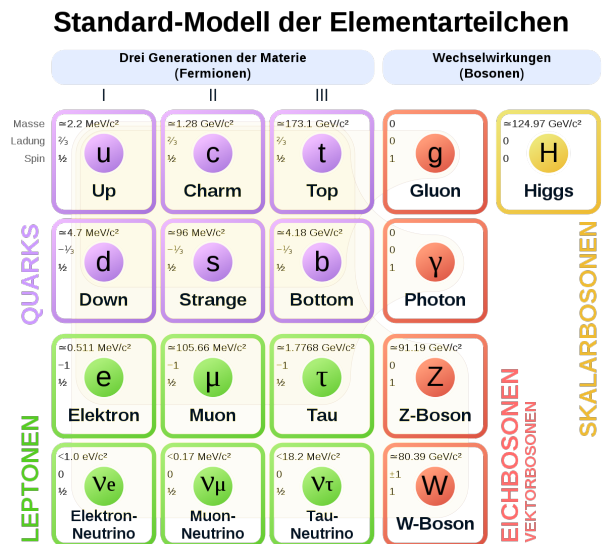 Standard-Modell der Elementarteilchen
Drei Generationen der Materie
(Fermionen)
Wechselwirkungen
(Bosonen)
I II III
Masse
Ladung
Spin
≃2.2 MeV/c²
⅔
½
u
Up
≃1.28 GeV/c²
⅔
½
c
Charm
≃173.1 GeV/c²
⅔
½
t
Top
0
0
1
g
Gluon
≃124.97 GeV/c²
0
0
H
Higgs
QUARKS
≃4.7 MeV/c²
−⅓
½
d
Down
≃96 MeV/c²
−⅓
½
s
Strange
≃4.18 GeV/c²
−⅓
½
b
Bottom
0
0
1
γ
Photon
SKALARBOSONEN
LEPTONEN
≃0.511 MeV/c²
−1
½
e
Elektron
≃105.66 MeV/c²
−1
½
μ
Muon
≃1.7768 GeV/c²
−1
½
τ
Tau
≃91.19 GeV/c²
0
1
Z
Z-Boson
EICHBOSONEN
VEKTORBOSONEN
<1.0 eV/c²
0
½
νe
Elektron-
Neutrino
<0.17 MeV/c²
0
½
νμ
Muon-
Neutrino
<18.2 MeV/c²
0
½
ντ
Tau-
Neutrino
≃80.39 GeV/c²
±1
1
W
W-Boson